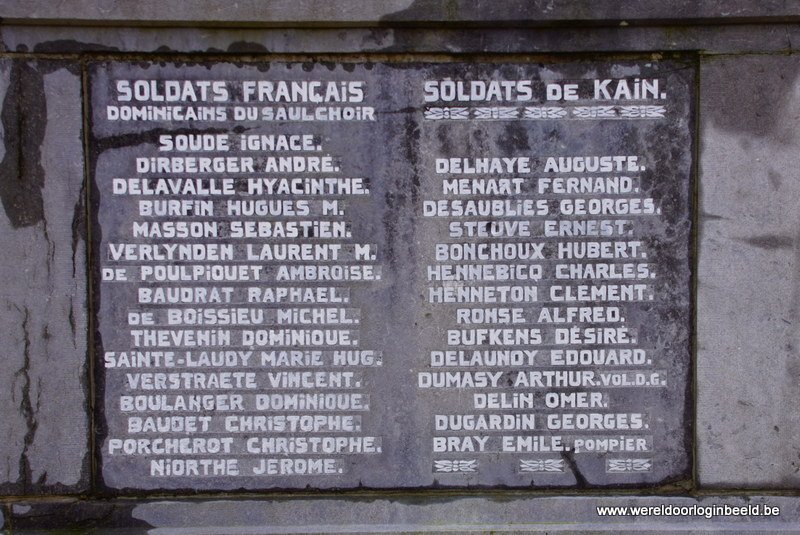 SOLDATS FRANÇAIS
DOMINICAINS DU SAULCHOIR
SOUDE IGNACE.
DIRBERGER ANDRÉ.
DELAVALLE HYACINTHE.
BURFIN HUGUES M.
MASSON SEBASTIEN.
VERLYNDEN LAURENT M.
DE POULPIQUET AMBROISE.
BAUDRAT RAPHAEL.
DE BOISSIEU MICHEL.
THEVENIN DOMINIQUE.
SAINTE-LAUDY MARIE HUG.
VERSTRAETE VINCENT.
BOULANGER DOMINIQUE.
BAUDET CHRISTOPHE.
PORCHEROT CHRISTOPHE.
NIORTHE JEROME.
SOLDATS DE KAIN.
DELHAYE AUGUSTE.
MENART FERNAND.
DESAUBLIES GEORGES.
STEUVE ERNEST.
BONCHOUX HUBERT.
HENNEBICQ CHARLES.
HENNETON CLÉMENT.
RONSE ALFRED.
BUFKENS DÉSIRÉ.
DELAUNOY EDOUARD.
DUMASY ARTHUR. VOL.D.G.
DELIN OMER.
DUGARDIN GEORGES.
BRAY EMILE. POMPIER
www.wereldoorloginbeeld.be